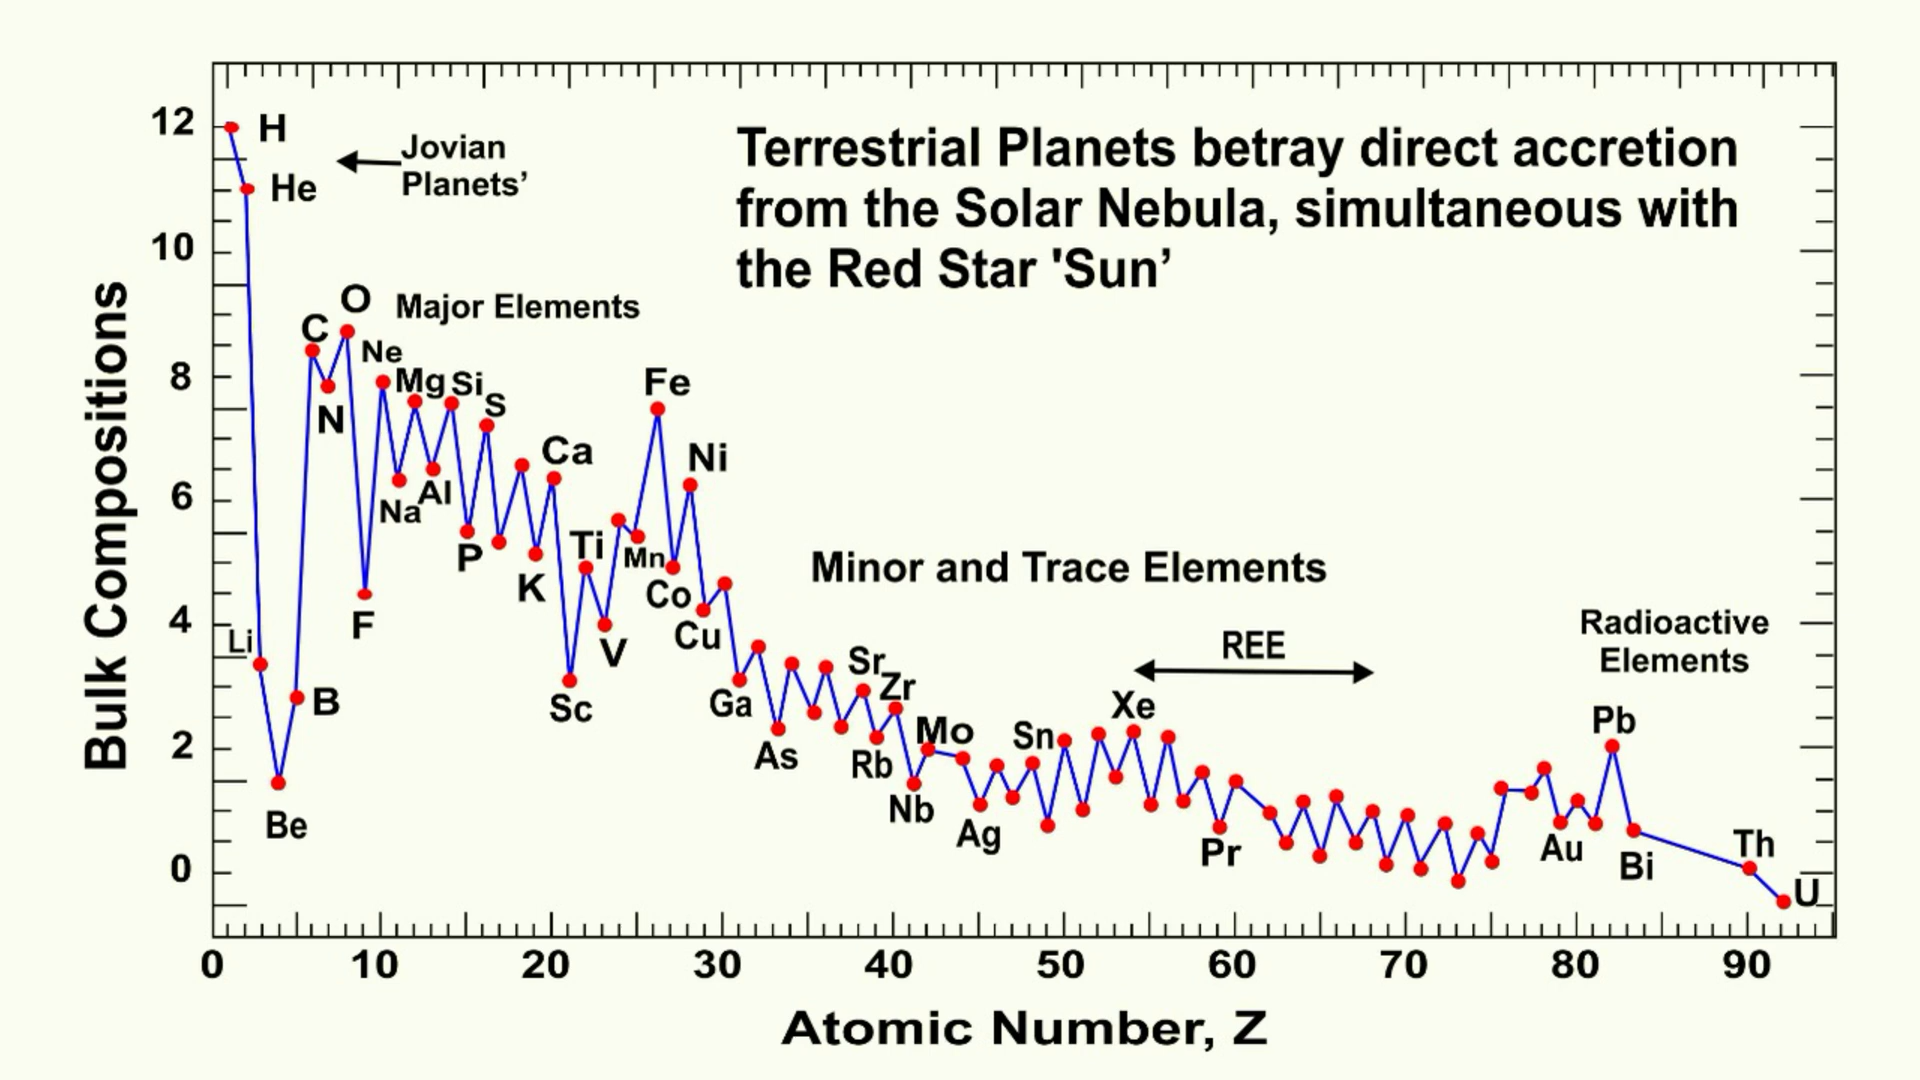 Terrestrial Planets betray direct accretion
from the Solar Nebula, simultaneous with
the Red Star 'Sun’
Bulk Compositions
12
10
8
6
4
2
0
H
He
Jovian
Planets’
Major Elements
Li
Be
B
C
N
O
F
Ne
Na
Mg
Al
Si
P
S
K
Ca
Sc
Ti
V
Mn
Fe
Co
Ni
Cu
Ga
As
Minor and Trace Elements
Rb
Sr
Zr
Nb
Mo
Ag
Sn
Xe
REE
Pr
Radioactive
Elements
Au
Pb
Bi
Th
U
0 10 20 30 40 50 60 70 80 90
Atomic Number, Z